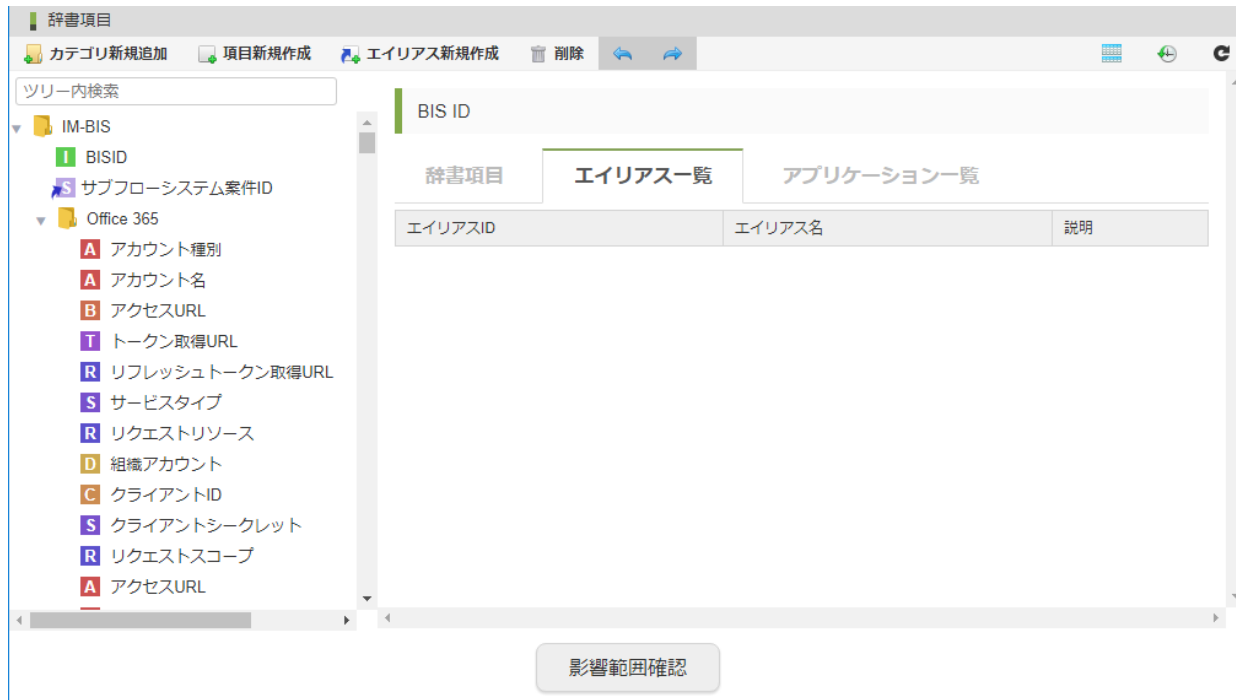 辞書項目
カテゴリ新規追加 項目新規作成 エイリアス新規作成 削除
ツリー内検索
IM-BIS
I BISID
S サブフローシステム案件ID
Office 365
A アカウント種別
A アカウント名
B アクセスURL
T トークン取得URL
R リフレッシュトークン取得URL
S サービスタイプ
R リクエストリソース
D 組織アカウント
C クライアントID
S クライアントシークレット
R リクエストスコープ
A アクセスURL
BIS ID
辞書項目 エイリアス一覧 アプリケーション一覧
エイリアスID エイリアス名 説明
影響範囲確認